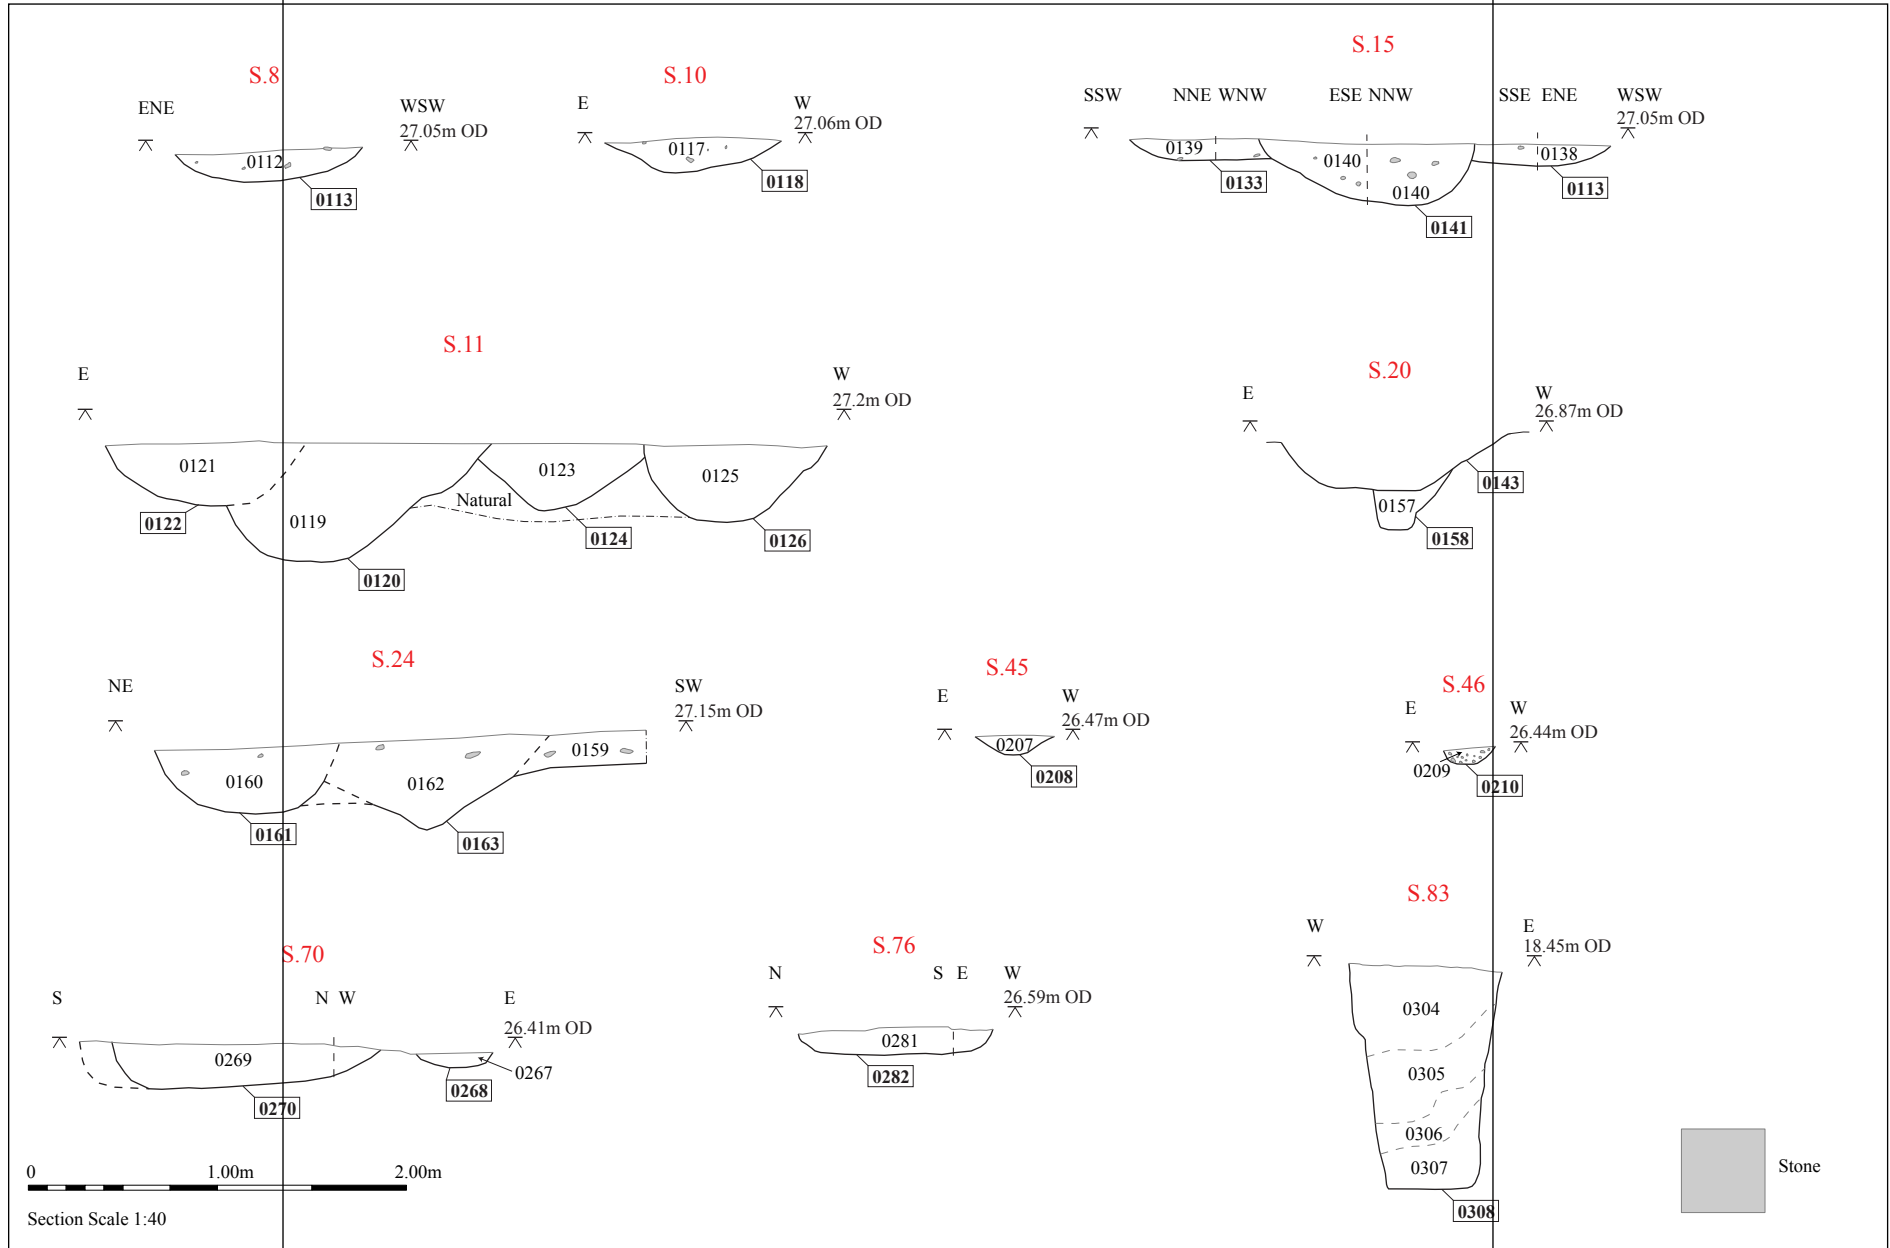 S.8
ENE WSW
27.05m OD
0112
0113
S.10
E W
27.06m OD
0117
0118
S.15
SSW NNE WNW ESE NNW SSE ENE WSW
27.05m OD
0139 0140 0140 0138
0133 0141 0113
S.11
E W
27.2m OD
0121 0119 0123 0125
Natural
0122 0120 0124 0126
S.20
E W
26.87m OD
0143
0157
0158
S.24
NE SW
27.15m OD
0160 0162 0159
0161 0163
S.45
E W
26.47m OD
0207
0208
S.46
E W
26.44m OD
0209
0210
S.70
S N W E
26.41m OD
0269 0267
0270 0268
S.76
N S E W
26.59m OD
0281
0282
S.83
W E
18.45m OD
0304
0305
0306
0307
0308
0 1.00m 2.00m
Section Scale 1:40
Stone